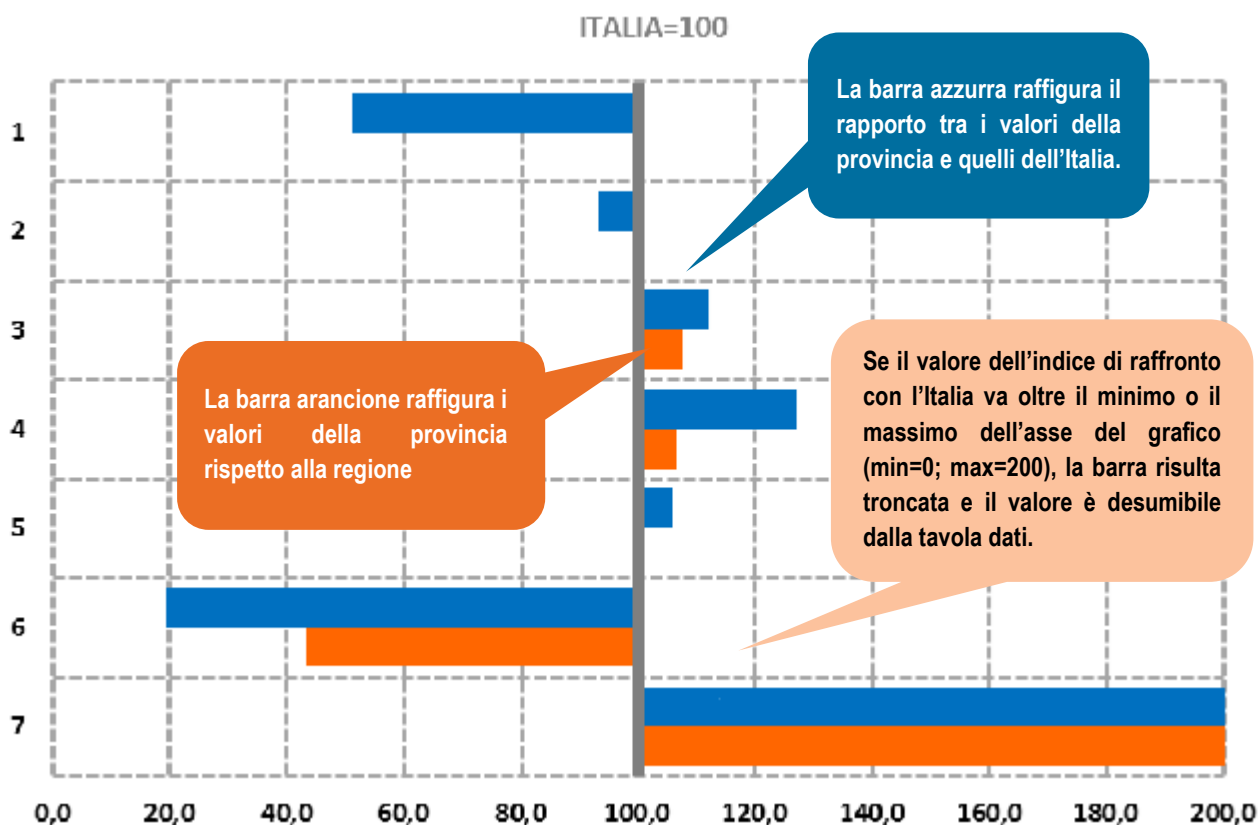 ITALIA=100
La barra azzurra raffigura il
rapporto tra i valori della
provincia e quelli dell’Italia.
1
2
3
La barra arancione raffigura i
valori della provincia
rispetto alla regione
Se il valore dell’indice di raffronto
con l’Italia va oltre il minimo o il
massimo dell’asse del grafico
(min=0; max=200), la barra risulta
troncata e il valore è desumibile
dalla tavola dati.
4
5
6
7
0,0 20,0 40,0 60,0 80,0 100,0 120,0 140,0 160,0 180,0 200,0